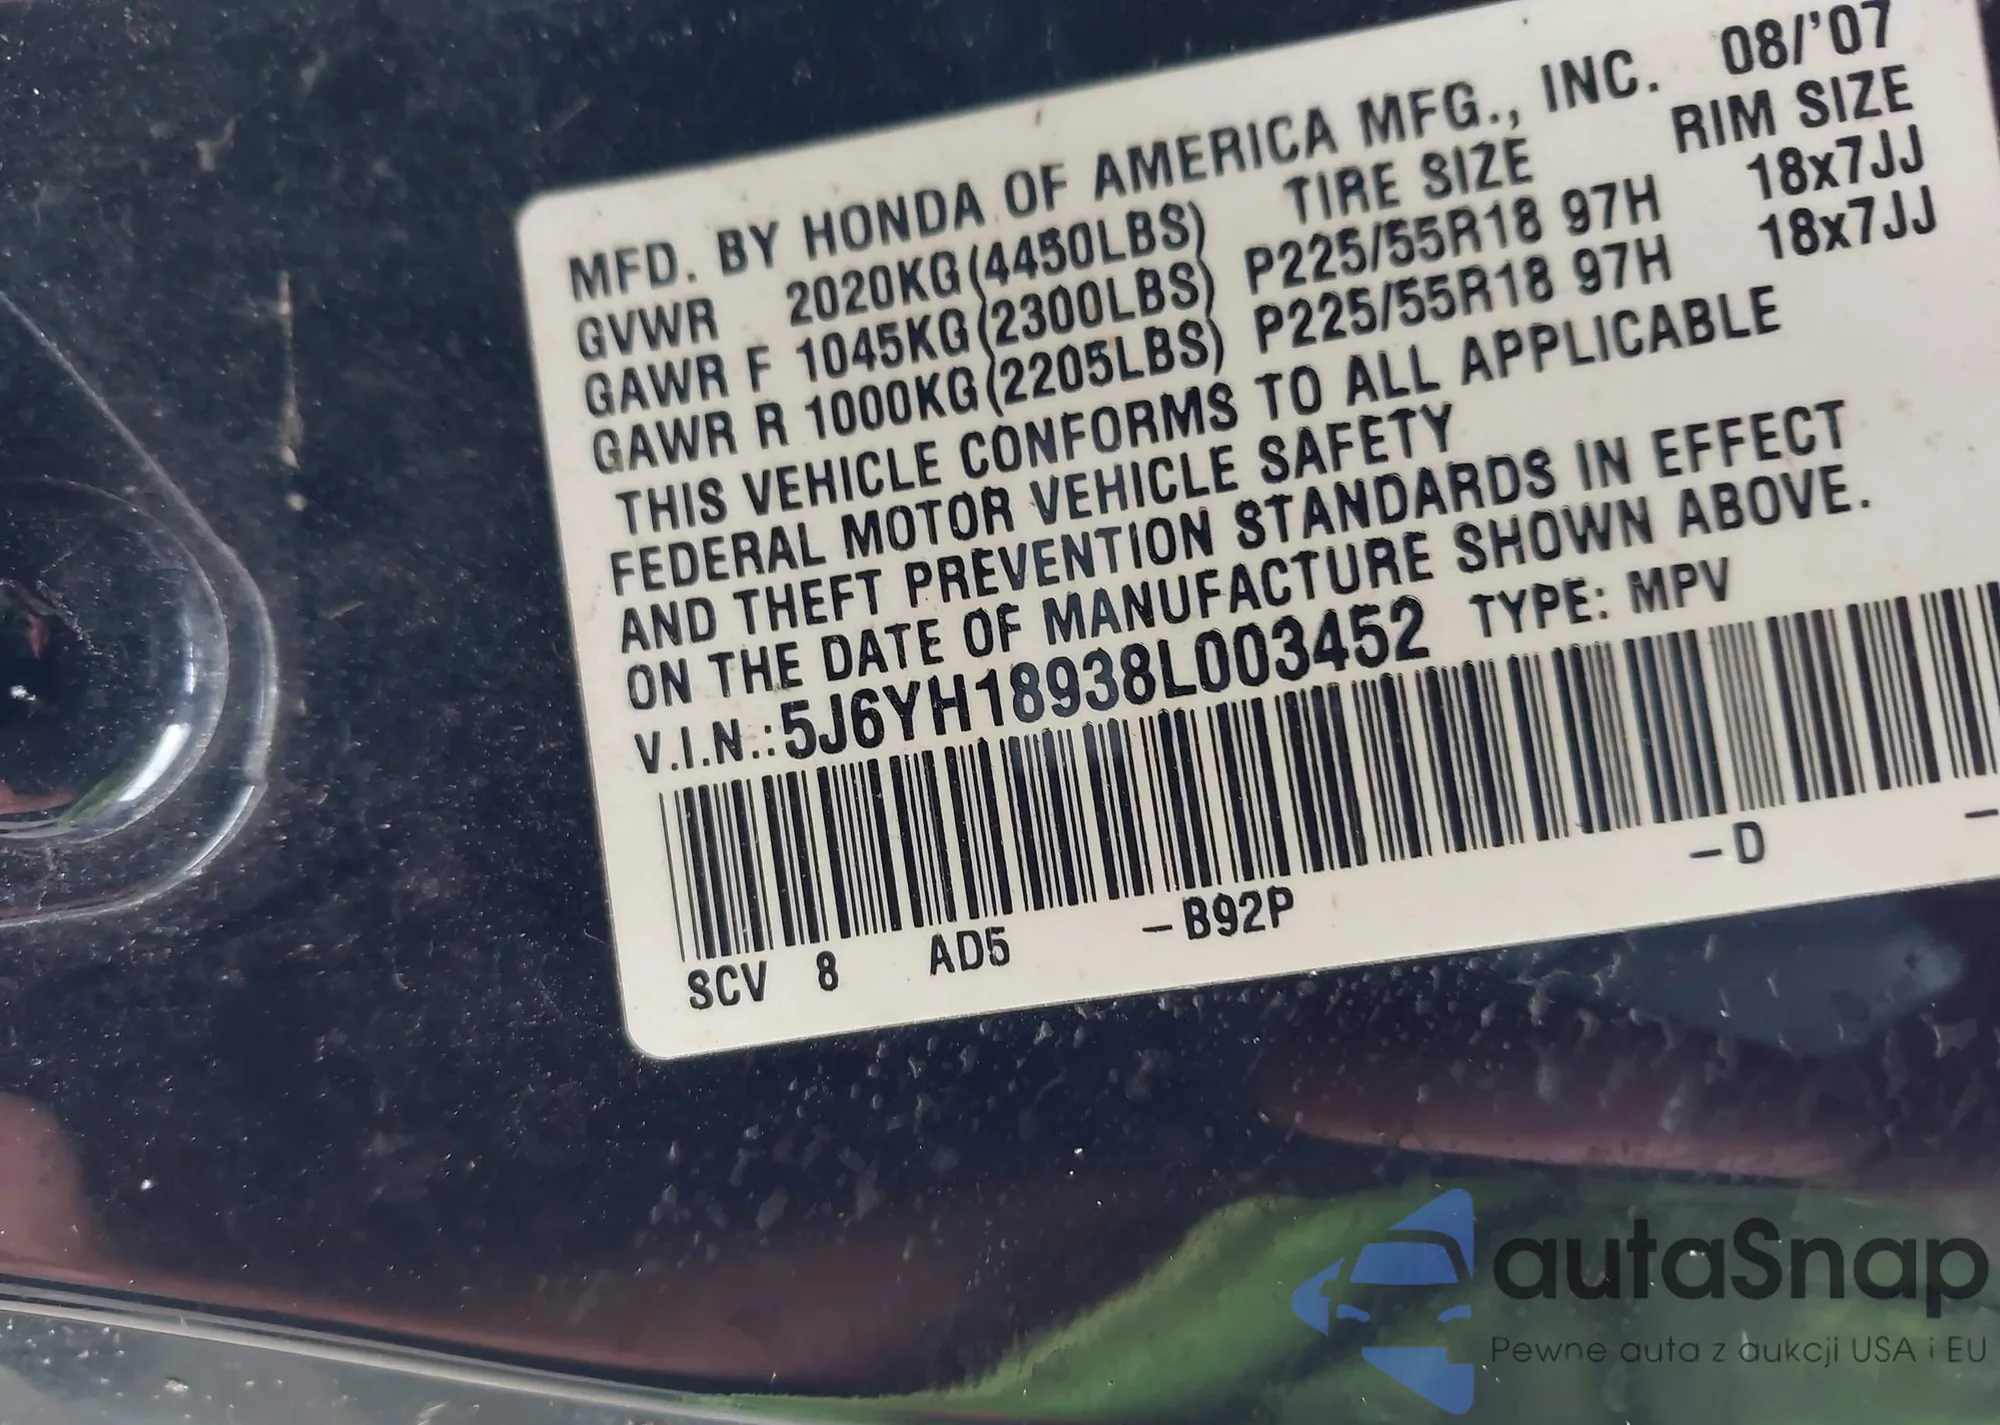 MFD. BY HONDA OF AMERICA MFG., INC. 08/'07
GVWR 2020KG(4450LBS) TIRE SIZE RIM SIZE
GAWR F 1045KG(2300LBS) P225/55R18 97H 18x7JJ
GAWR R 1000KG(2205LBS) P225/55R18 97H 18x7JJ
THIS VEHICLE CONFORMS TO ALL APPLICABLE
FEDERAL MOTOR VEHICLE SAFETY
AND THEFT PREVENTION STANDARDS IN EFFECT
ON THE DATE OF MANUFACTURE SHOWN ABOVE.
V.I.N.:5J6YH18938L003452 TYPE: MPV
SCV 8 AD5 -B92P -D -
autaSnap
Pewne auta z aukcji USA i EU